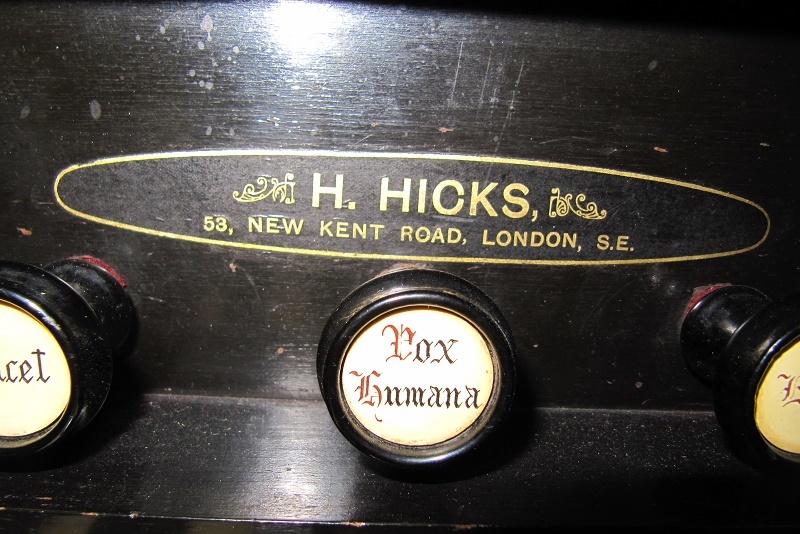 H. HICKS,
53, NEW KENT ROAD, LONDON, S.E.
Vox
Humana